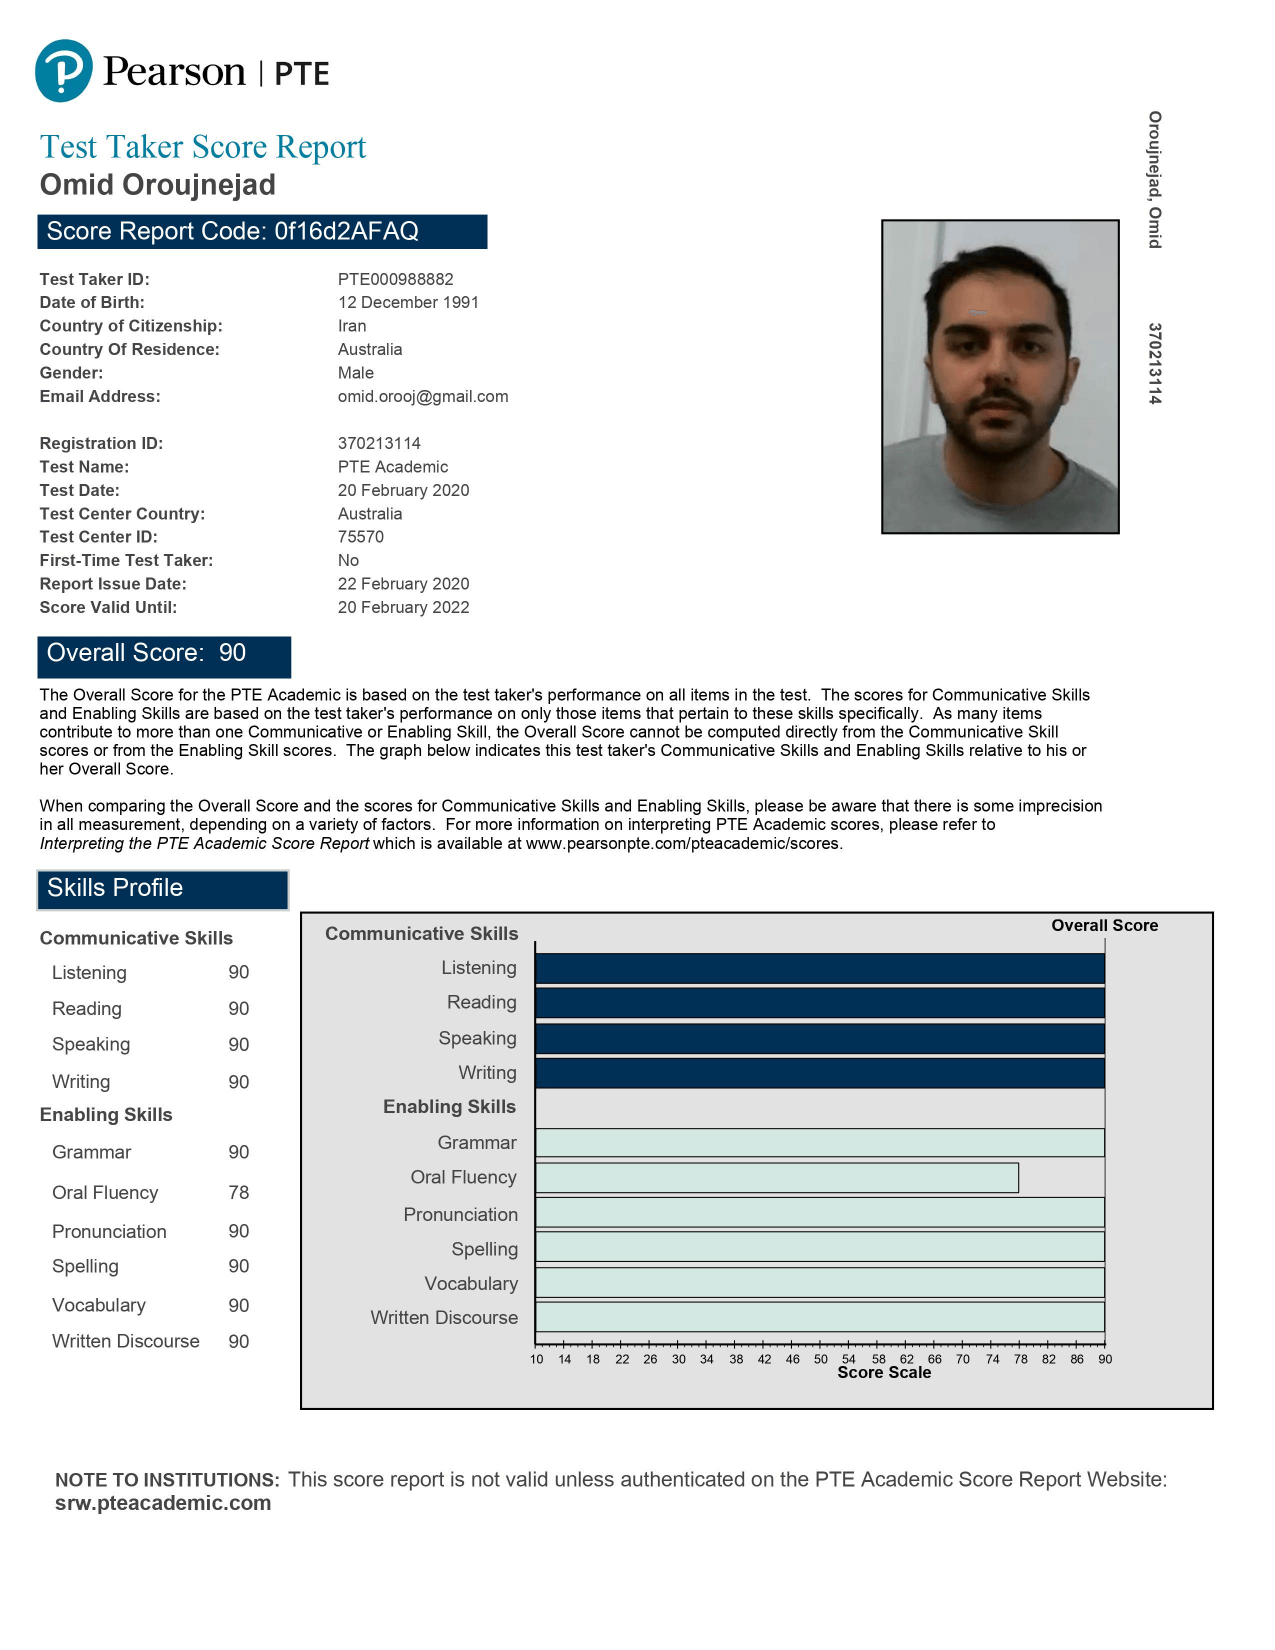 Pearson | PTE
Test Taker Score Report
Omid Oroujnejad
Score Report Code: 0f16d2AFAQ
Oroujnejad, Omid 370213114
Test Taker ID: PTE000988882
Date of Birth: 12 December 1991
Country of Citizenship: Iran
Country Of Residence: Australia
Gender: Male
Email Address: omid.orooj@gmail.com
Registration ID: 370213114
Test Name: PTE Academic
Test Date: 20 February 2020
Test Center Country: Australia
Test Center ID: 75570
First-Time Test Taker: No
Report Issue Date: 22 February 2020
Score Valid Until: 20 February 2022
Overall Score: 90
The Overall Score for the PTE Academic is based on the test taker's performance on all items in the test. The scores for Communicative Skills
and Enabling Skills are based on the test taker's performance on only those items that pertain to these skills specifically. As many items
contribute to more than one Communicative or Enabling Skill, the Overall Score cannot be computed directly from the Communicative Skill
scores or from the Enabling Skill scores. The graph below indicates this test taker's Communicative Skills and Enabling Skills relative to his or
her Overall Score.
When comparing the Overall Score and the scores for Communicative Skills and Enabling Skills, please be aware that there is some imprecision
in all measurement, depending on a variety of factors. For more information on interpreting PTE Academic scores, please refer to
Interpreting the PTE Academic Score Report which is available at www.pearsonpte.com/pteacademic/scores.
Skills Profile
Communicative Skills
Listening 90
Reading 90
Speaking 90
Writing 90
Enabling Skills
Grammar 90
Oral Fluency 78
Pronunciation 90
Spelling 90
Vocabulary 90
Written Discourse 90
Overall Score
Communicative Skills
Listening
Reading
Speaking
Writing
Enabling Skills
Grammar
Oral Fluency
Pronunciation
Spelling
Vocabulary
Written Discourse
10 14 18 22 26 30 34 38 42 46 50 54 58 62 66 70 74 78 82 86 90
Score Scale
NOTE TO INSTITUTIONS: This score report is not valid unless authenticated on the PTE Academic Score Report Website:
srw.pteacademic.com